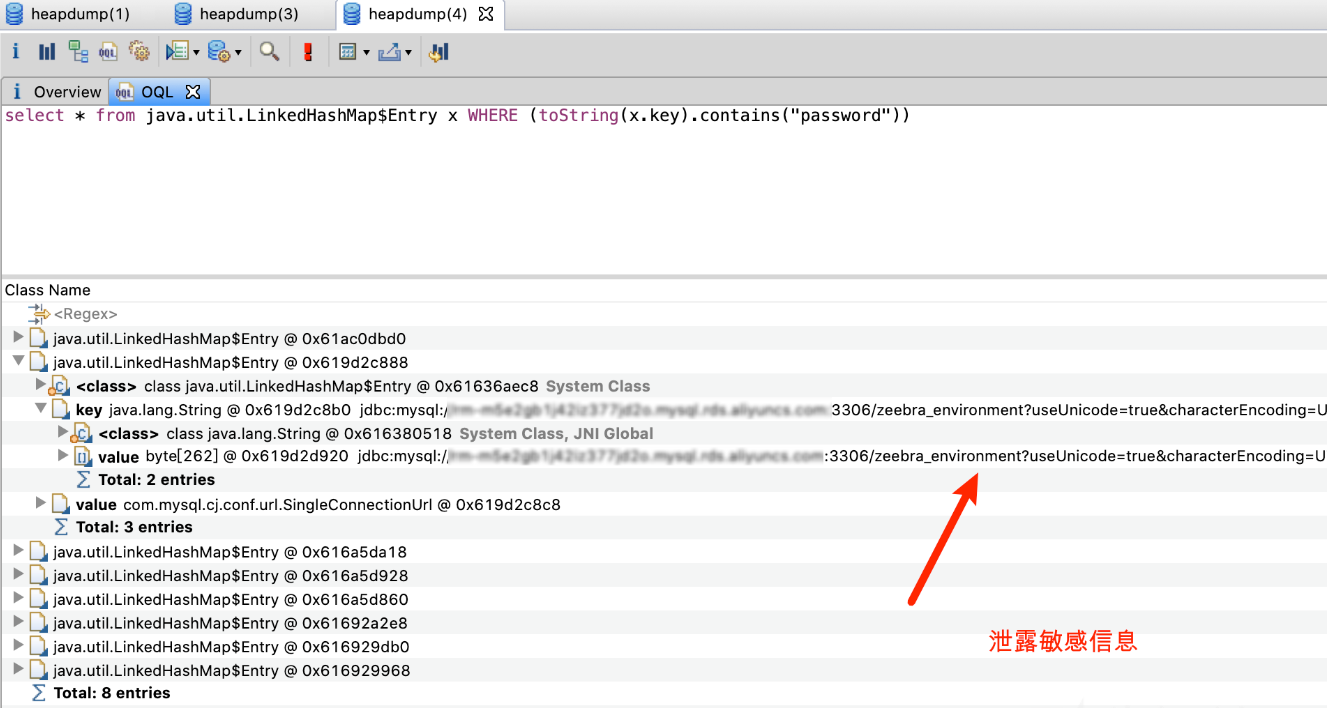 heapdump(1) heapdump(3) heapdump(4)
i OQL
i Overview OQL OQL
select * from java.util.LinkedHashMap$Entry x WHERE (toString(x.key).contains("password"))
Class Name
<Regex>
java.util.LinkedHashMap$Entry @ 0x61ac0dbd0
java.util.LinkedHashMap$Entry @ 0x619d2c888
<class> class java.util.LinkedHashMap$Entry @ 0x61636aec8 System Class
key java.lang.String @ 0x619d2c8b0 jdbc:mysql:/ :3306/zeebra_environment?useUnicode=true&characterEncoding=U
<class> class java.lang.String @ 0x616380518 System Class, JNI Global
value byte[262] @ 0x619d2d920 jdbc:mysql:/ :3306/zeebra_environment?useUnicode=true&characterEncoding=U
Total: 2 entries
value com.mysql.cj.conf.url.SingleConnectionUrl @ 0x619d2c8c8
Total: 3 entries
java.util.LinkedHashMap$Entry @ 0x616a5da18
java.util.LinkedHashMap$Entry @ 0x616a5d928
java.util.LinkedHashMap$Entry @ 0x616a5d860
java.util.LinkedHashMap$Entry @ 0x61692a2e8
java.util.LinkedHashMap$Entry @ 0x616929db0
泄露敏感信息
java.util.LinkedHashMap$Entry @ 0x616929968
Total: 8 entries